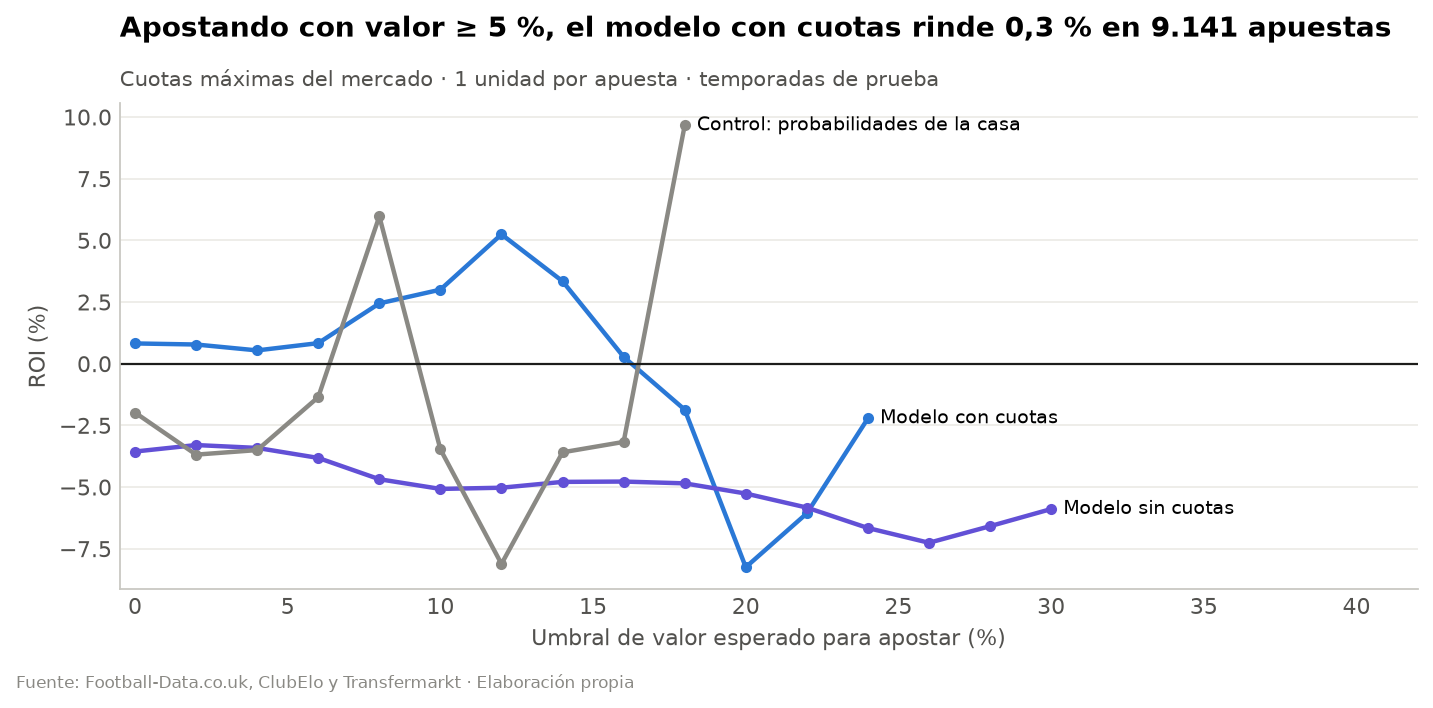 Apostando con valor ≥ 5 %, el modelo con cuotas rinde 0,3 % en 9.141 apuestas
Cuotas máximas del mercado · 1 unidad por apuesta · temporadas de prueba
10.0
7.5
5.0
2.5
0.0
−2.5
−5.0
−7.5
ROI (%)
Control: probabilidades de la casa
Modelo con cuotas
Modelo sin cuotas
0 5 10 15 20 25 30 35 40
Umbral de valor esperado para apostar (%)
Fuente: Football-Data.co.uk, ClubElo y Transfermarkt · Elaboración propia